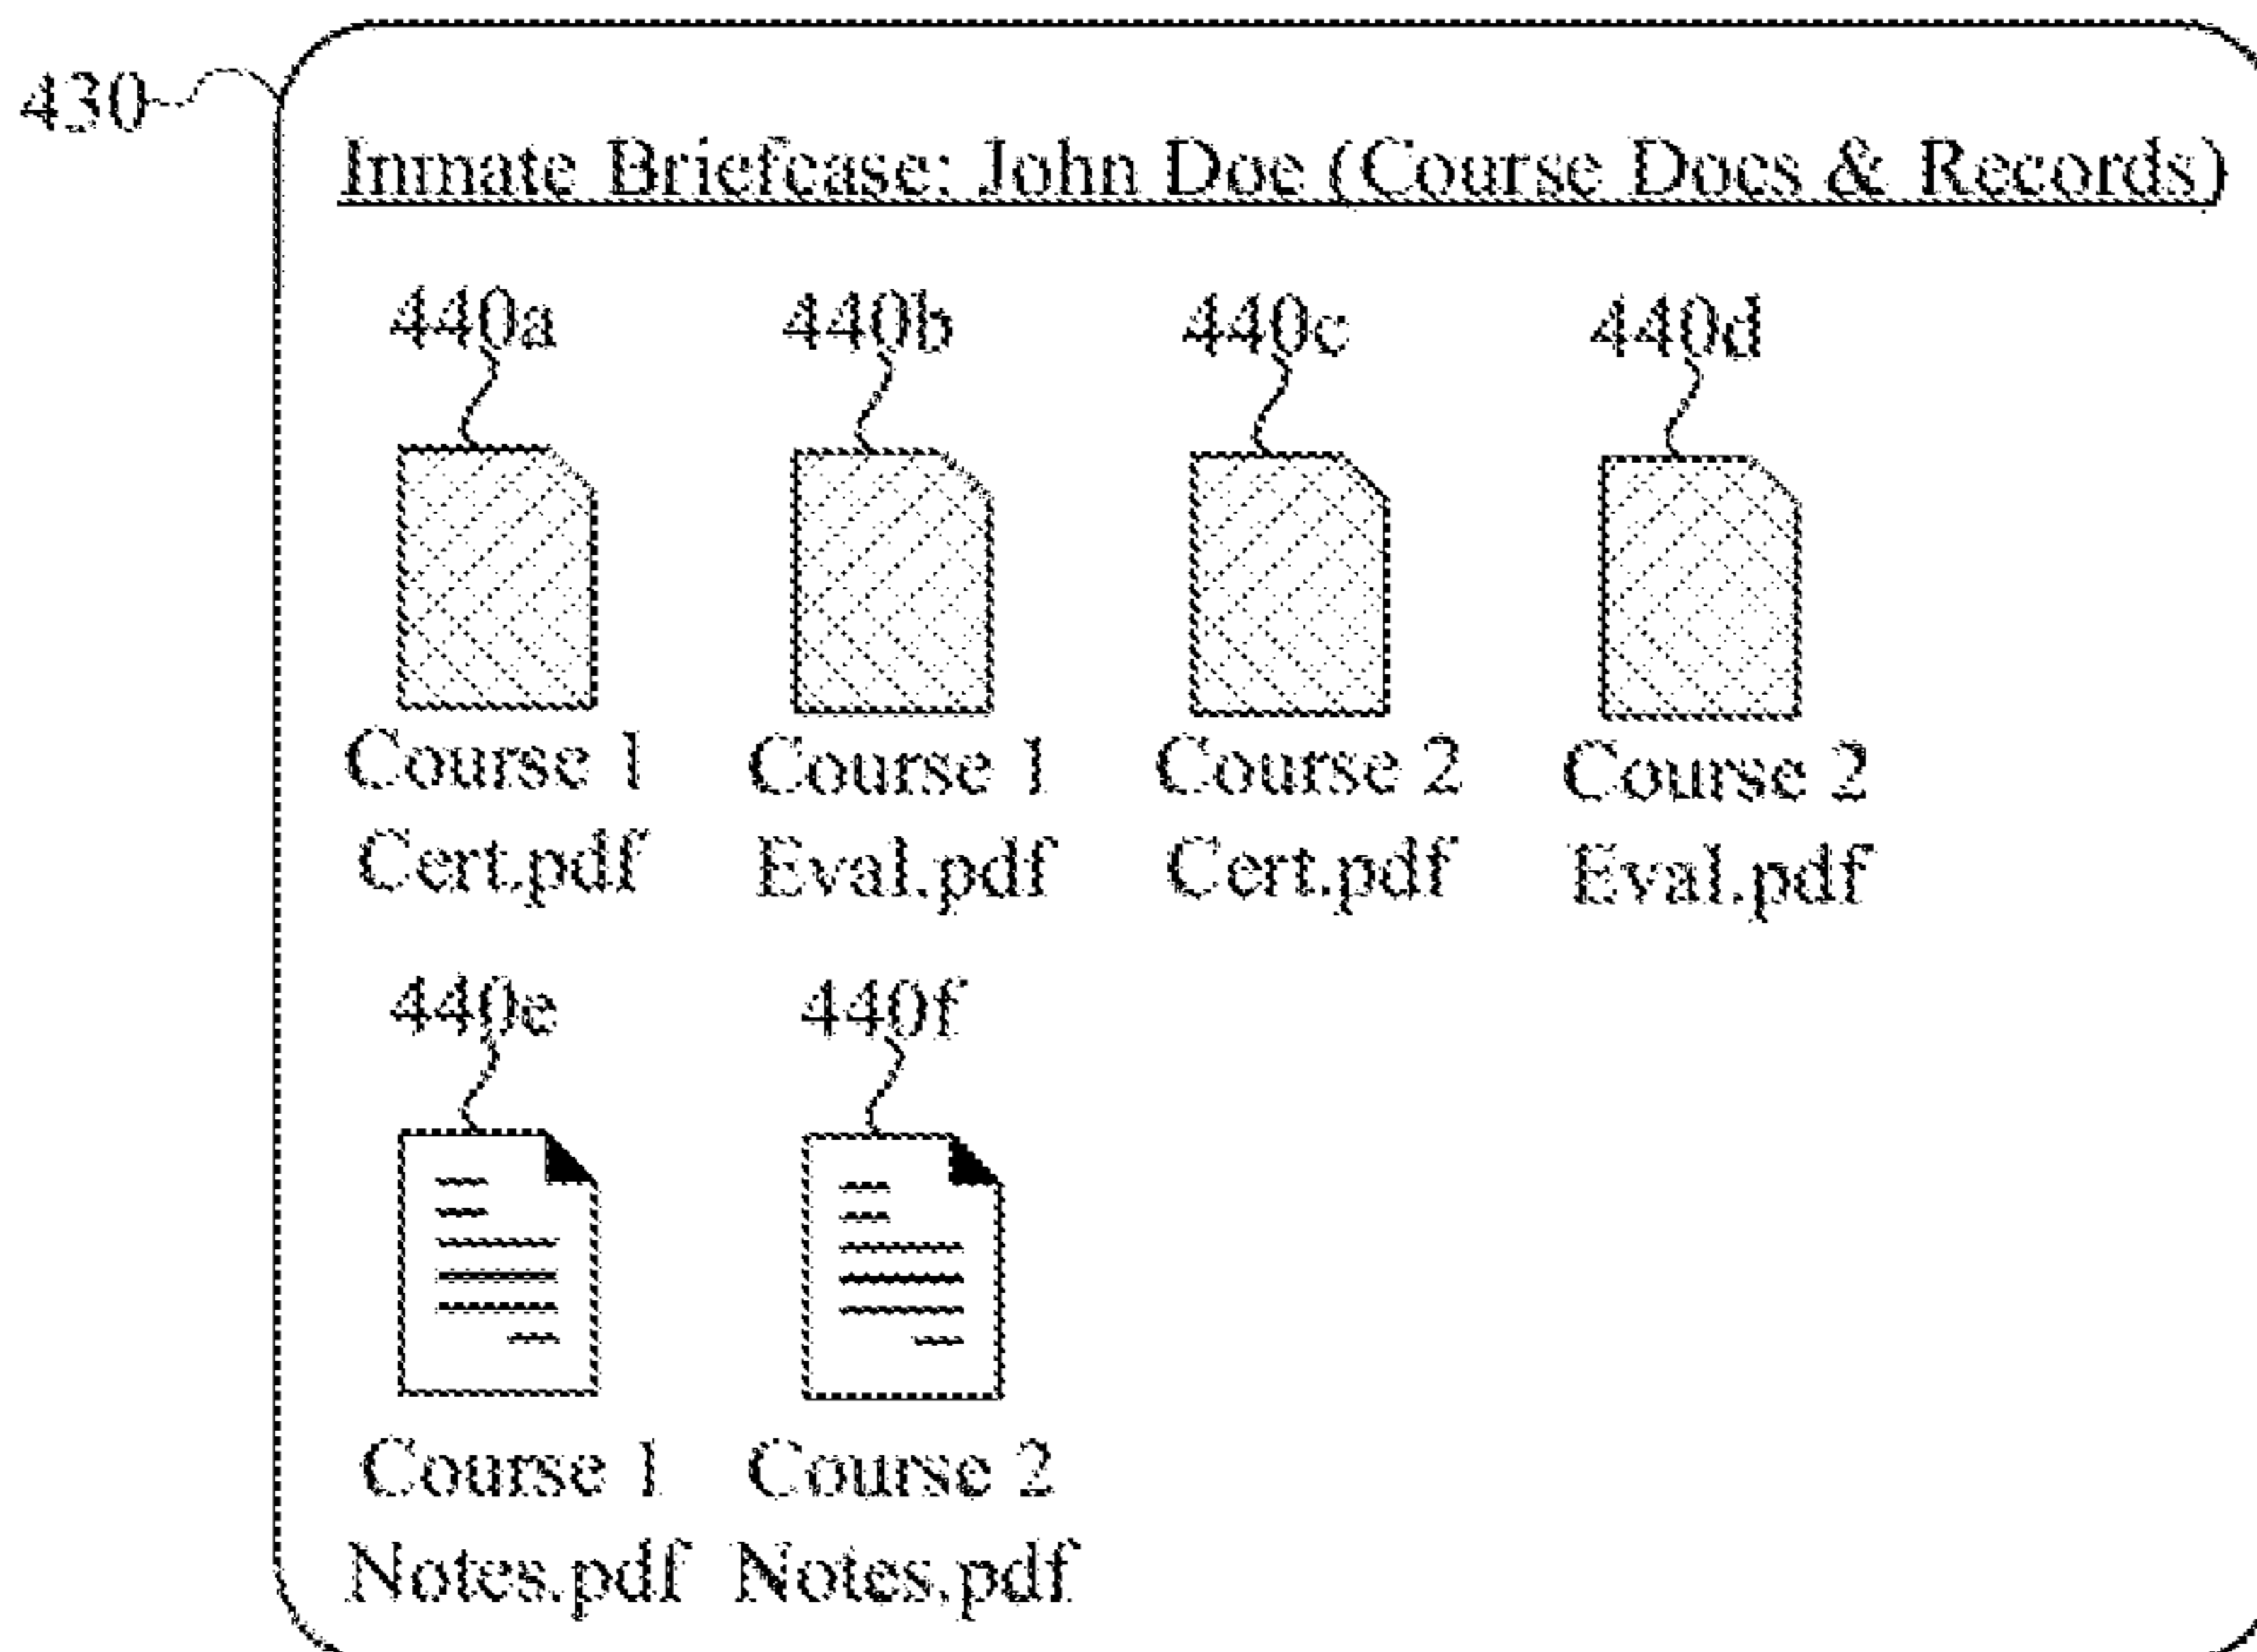 430
Inmate Briefcase: John Doe (Course Docs & Records)
440a 440b 440c 440d
Course 1 Course 1 Course 2 Course 2
Cert.pdf Eval.pdf Cert.pdf Eval.pdf
440e 440f
Course 1 Course 2
Notes.pdf Notes.pdf